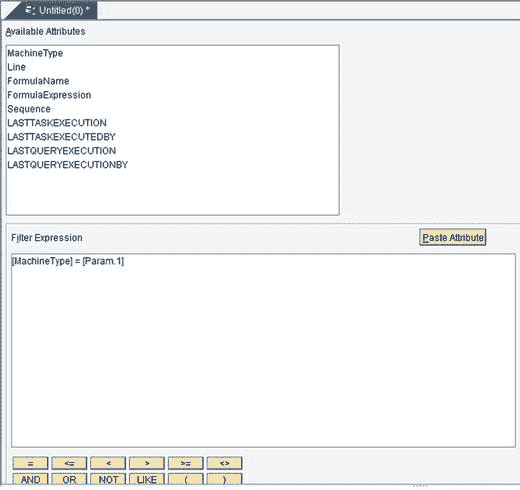 Untitled(0) *
Available Attributes
MachineType
Line
FormulaName
FormulaExpression
Sequence
LASTTASKEXECUTION
LASTTASKEXECUTEDBY
LASTQUERYEXECUTION
LASTQUERYEXECUTIONBY
Filter Expression Paste Attribute
[MachineType] = [Param.1]
= <= < > >= <>
AND OR NOT LIKE ( )